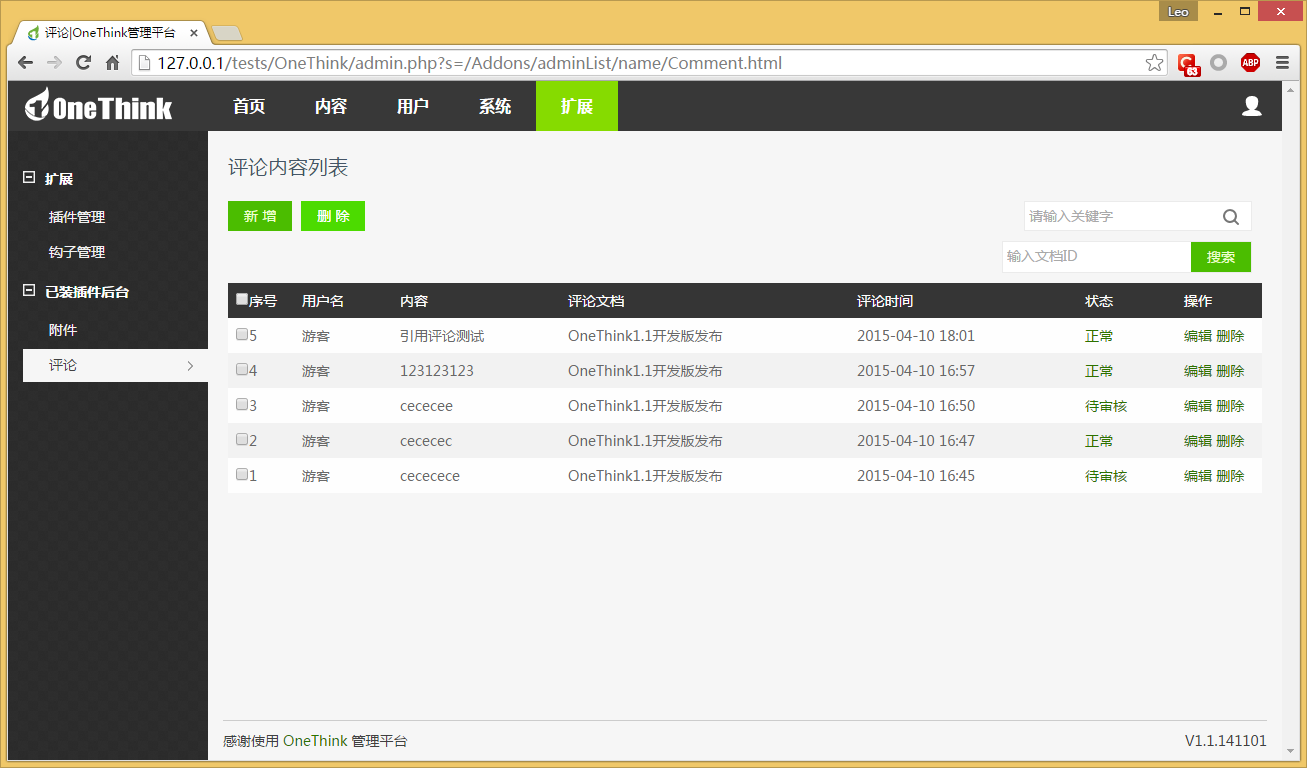 Leo
评论|OneThink管理平台
127.0.0.1/tests/OneThink/admin.php?s=/Addons/adminList/name/Comment.html
63
ABP
OneThink 首页 内容 用户 系统 扩展
扩展
插件管理
钩子管理
已装插件后台
附件
评论
评论内容列表
新 增 删 除 请输入关键字
输入文档ID 搜索
序号 用户名 内容 评论文档 评论时间 状态 操作
5 游客 引用评论测试 OneThink1.1开发版发布 2015-04-10 18:01 正常 编辑 删除
4 游客 123123123 OneThink1.1开发版发布 2015-04-10 16:57 正常 编辑 删除
3 游客 cececee OneThink1.1开发版发布 2015-04-10 16:50 待审核 编辑 删除
2 游客 cececec OneThink1.1开发版发布 2015-04-10 16:47 正常 编辑 删除
1 游客 cececece OneThink1.1开发版发布 2015-04-10 16:45 待审核 编辑 删除
感谢使用 OneThink 管理平台 V1.1.141101